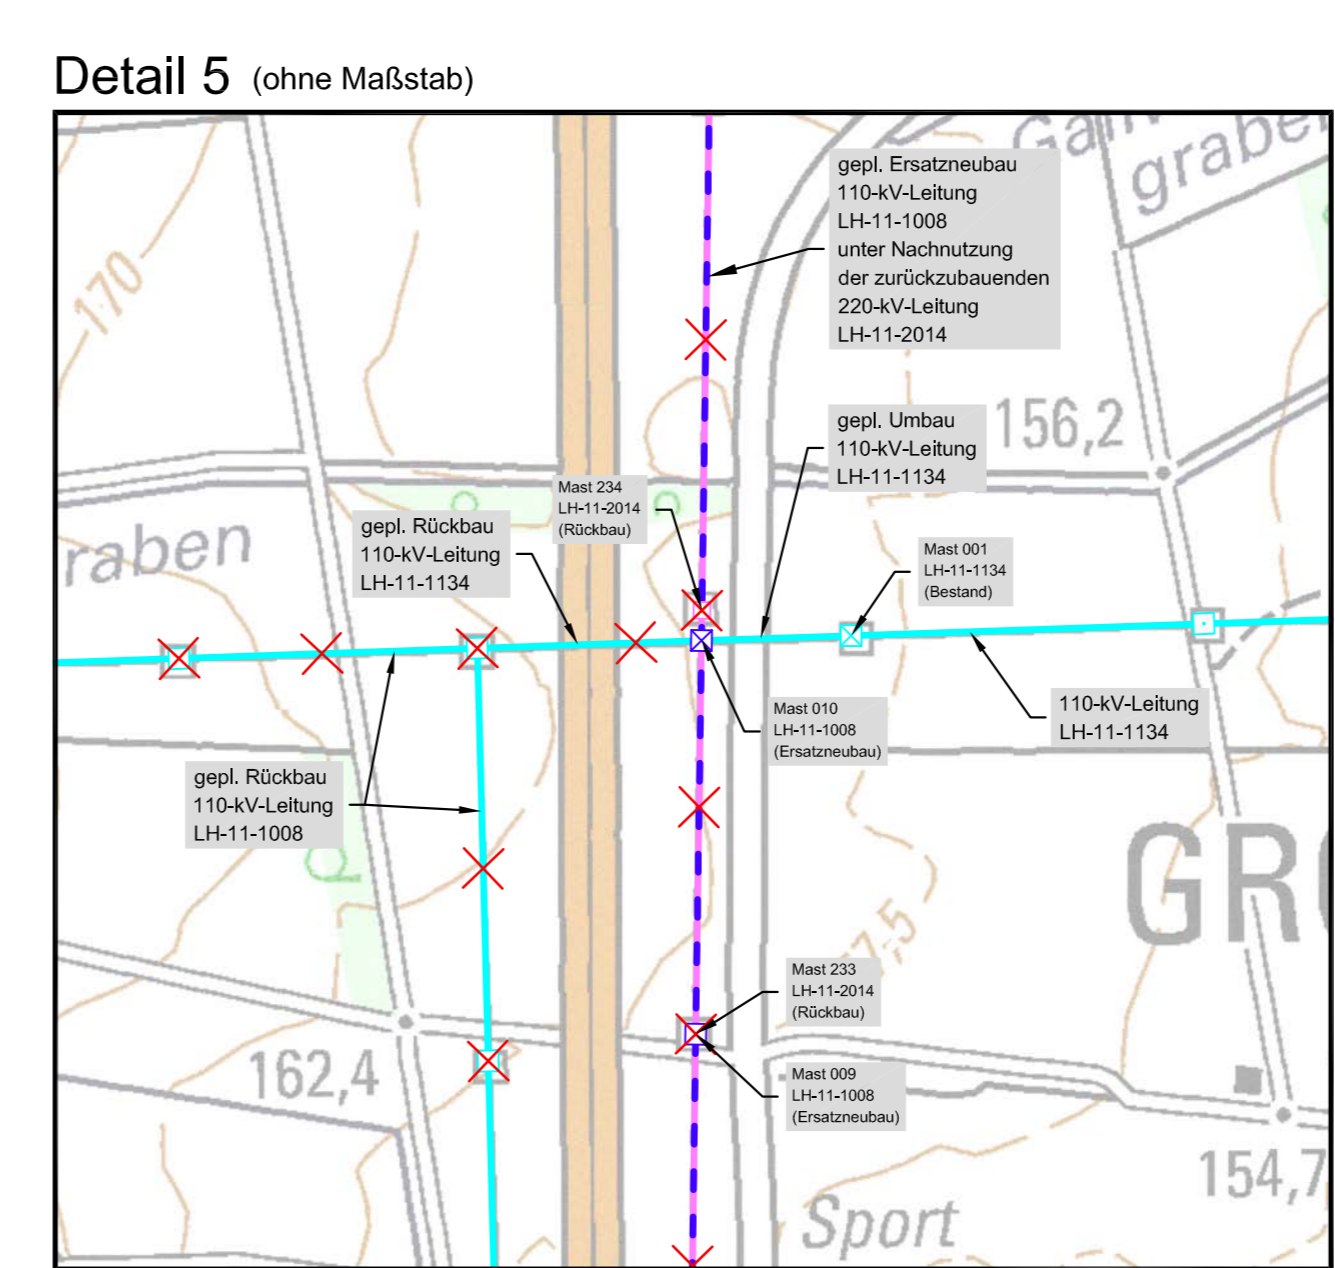 Detail 5 (ohne Maßstab)
graben
gepl. Ersatzneubau
110-kV-Leitung
LH-11-1008
unter Nachnutzung
der zurückzubauenden
220-kV-Leitung
LH-11-2014
170
gepl. Umbau
110-kV-Leitung
LH-11-1134
156,2
Mast 234
LH-11-2014
(Rückbau)
gepl. Rückbau
110-kV-Leitung
LH-11-1134
raben
Mast 001
LH-11-1134
(Bestand)
110-kV-Leitung
LH-11-1134
Mast 010
LH-11-1008
(Ersatzneubau)
gepl. Rückbau
110-kV-Leitung
LH-11-1008
GRO
7,5
Mast 233
LH-11-2014
(Rückbau)
162,4
Mast 009
LH-11-1008
(Ersatzneubau)
154,7
Sport